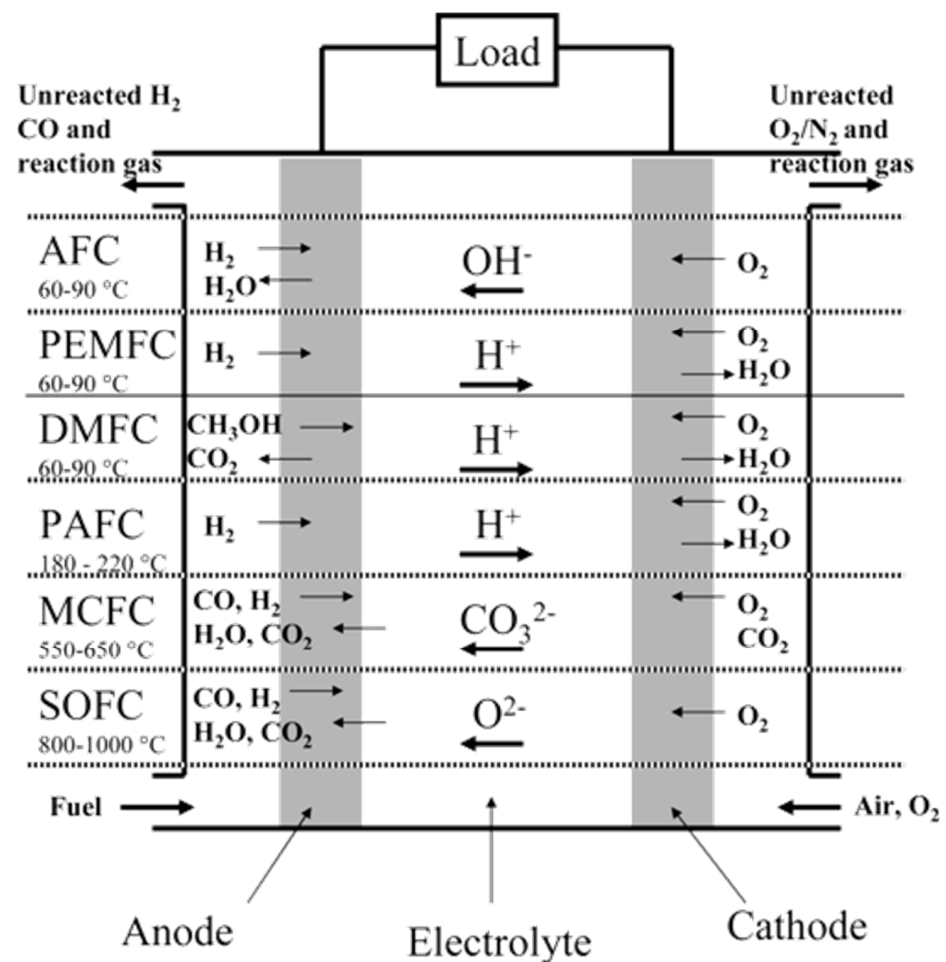 Load
Unreacted H₂
CO and
reaction gas
Unreacted
O₂/N₂ and
reaction gas
AFC
60-90 °C
H₂
H₂O
OH⁻
O₂
PEMFC
60-90 °C
H₂
H⁺
O₂
H₂O
DMFC
60-90 °C
CH₃OH
CO₂
H⁺
O₂
H₂O
PAFC
180 - 220 °C
H₂
H⁺
O₂
H₂O
MCFC
550-650 °C
CO, H₂
H₂O, CO₂
CO₃²⁻
O₂
CO₂
SOFC
800-1000 °C
CO, H₂
H₂O, CO₂
O²⁻
O₂
Fuel
Air, O₂
Anode
Electrolyte
Cathode